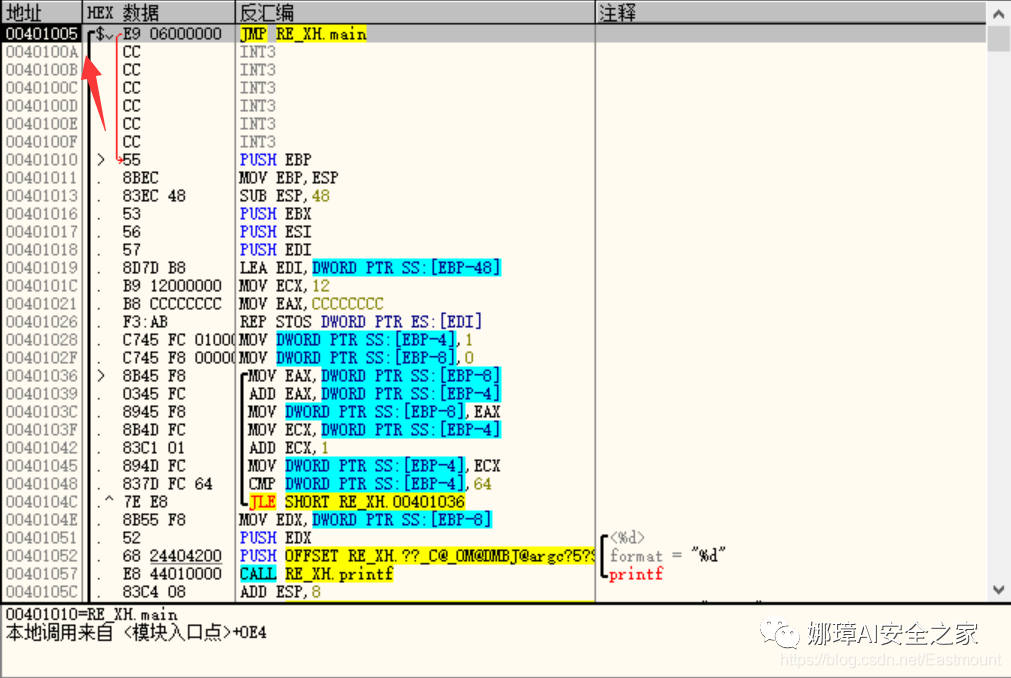 地址 HEX 数据 反汇编 注释
00401005 $ E9 06000000 JMP RE_XH.main
0040100A CC INT3
0040100B CC INT3
0040100C CC INT3
0040100D CC INT3
0040100E CC INT3
0040100F CC INT3
00401010 > 55 PUSH EBP
00401011 . 8BEC MOV EBP,ESP
00401013 . 83EC 48 SUB ESP,48
00401016 . 53 PUSH EBX
00401017 . 56 PUSH ESI
00401018 . 57 PUSH EDI
00401019 . 8D7D B8 LEA EDI,DWORD PTR SS:[EBP-48]
0040101C . B9 12000000 MOV ECX,12
00401021 . B8 CCCCCCCC MOV EAX,CCCCCCCC
00401026 . F3:AB REP STOS DWORD PTR ES:[EDI]
00401028 . C745 FC 0100 MOV DWORD PTR SS:[EBP-4],1
0040102F . C745 F8 0000 MOV DWORD PTR SS:[EBP-8],0
00401036 > 8B45 F8 MOV EAX,DWORD PTR SS:[EBP-8]
00401039 . 0345 FC ADD EAX,DWORD PTR SS:[EBP-4]
0040103C . 8945 F8 MOV DWORD PTR SS:[EBP-8],EAX
0040103F . 8B4D FC MOV ECX,DWORD PTR SS:[EBP-4]
00401042 . 83C1 01 ADD ECX,1
00401045 . 894D FC MOV DWORD PTR SS:[EBP-4],ECX
00401048 . 837D FC 64 CMP DWORD PTR SS:[EBP-4],64
0040104C .^ 7E E8 JLE SHORT RE_XH.00401036
0040104E . 8B55 F8 MOV EDX,DWORD PTR SS:[EBP-8]
00401051 . 52 PUSH EDX <%d>
00401052 . 68 24404200 PUSH OFFSET RE_XH.??_C@_0M@DMBJ@argc?5? format = "%d"
00401057 . E8 44010000 CALL RE_XH.printf printf
0040105C . 83C4 08 ADD ESP,8
00401010=RE_XH.main
本地调用来自 <模块入口点>+0E4
娜璋AI安全之家
https://blog.csdn.net/Eastmount